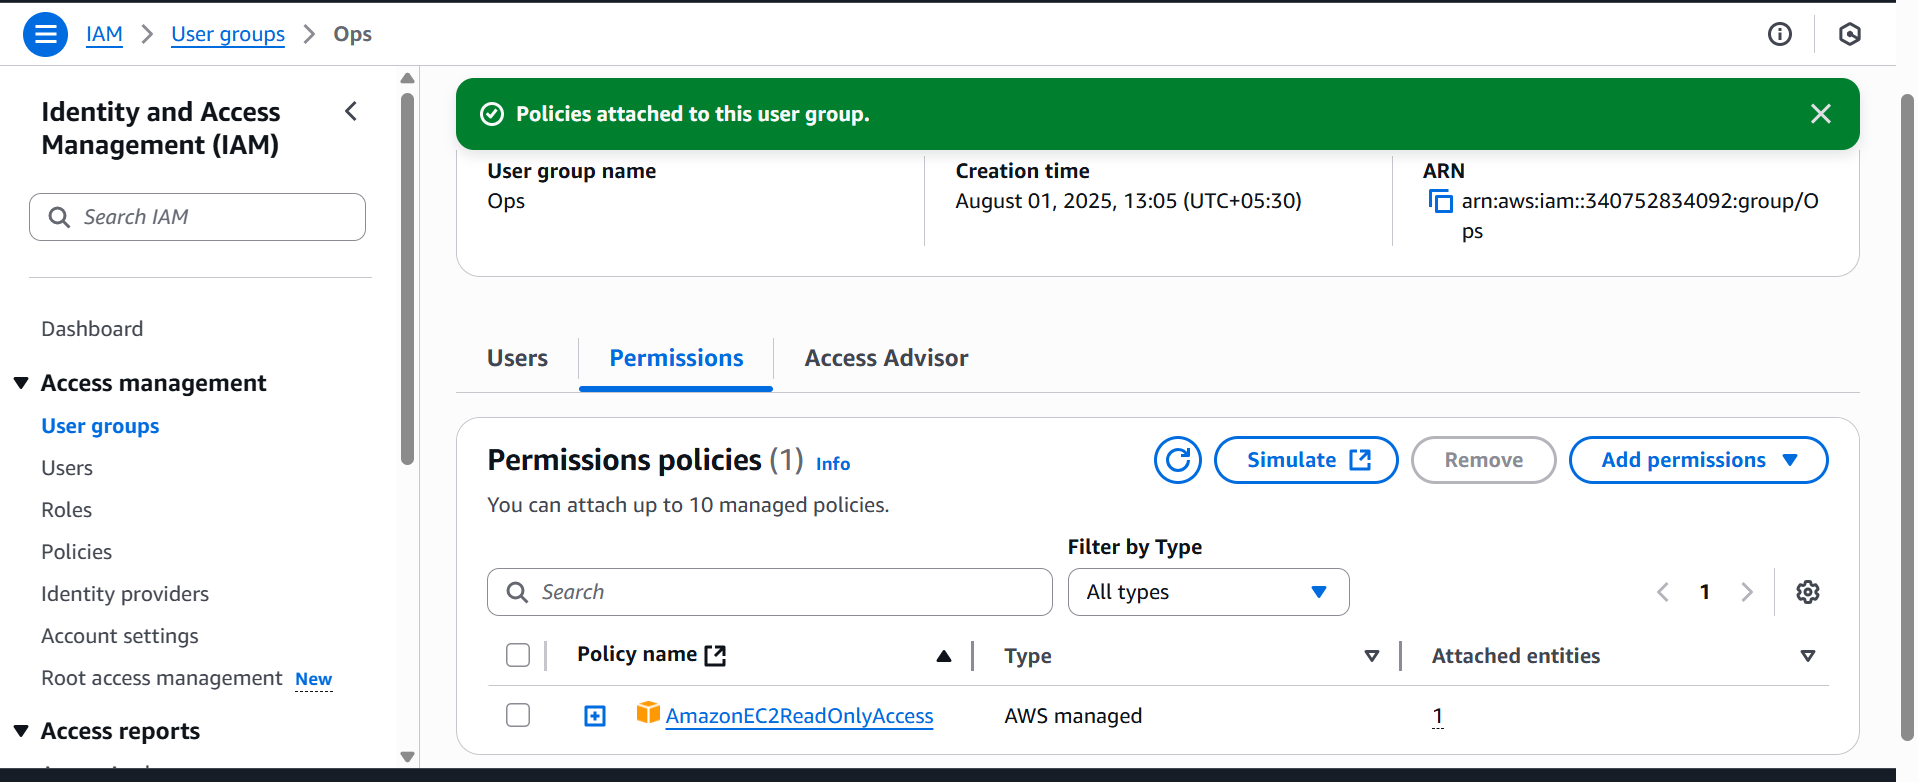 IAM > User groups > Ops
Identity and Access
Management (IAM)
Search IAM
Dashboard
Access management
User groups
Users
Roles
Policies
Identity providers
Account settings
Root access management New
Access reports
Policies attached to this user group.
User group name
Ops
Creation time
August 01, 2025, 13:05 (UTC+05:30)
ARN
arn:aws:iam::340752834092:group/O
ps
Users
Permissions
Access Advisor
Permissions policies (1) Info
Simulate
Remove
Add permissions
You can attach up to 10 managed policies.
Filter by Type
Search
All types
1
Policy name
Type
Attached entities
AmazonEC2ReadOnlyAccess
AWS managed
1